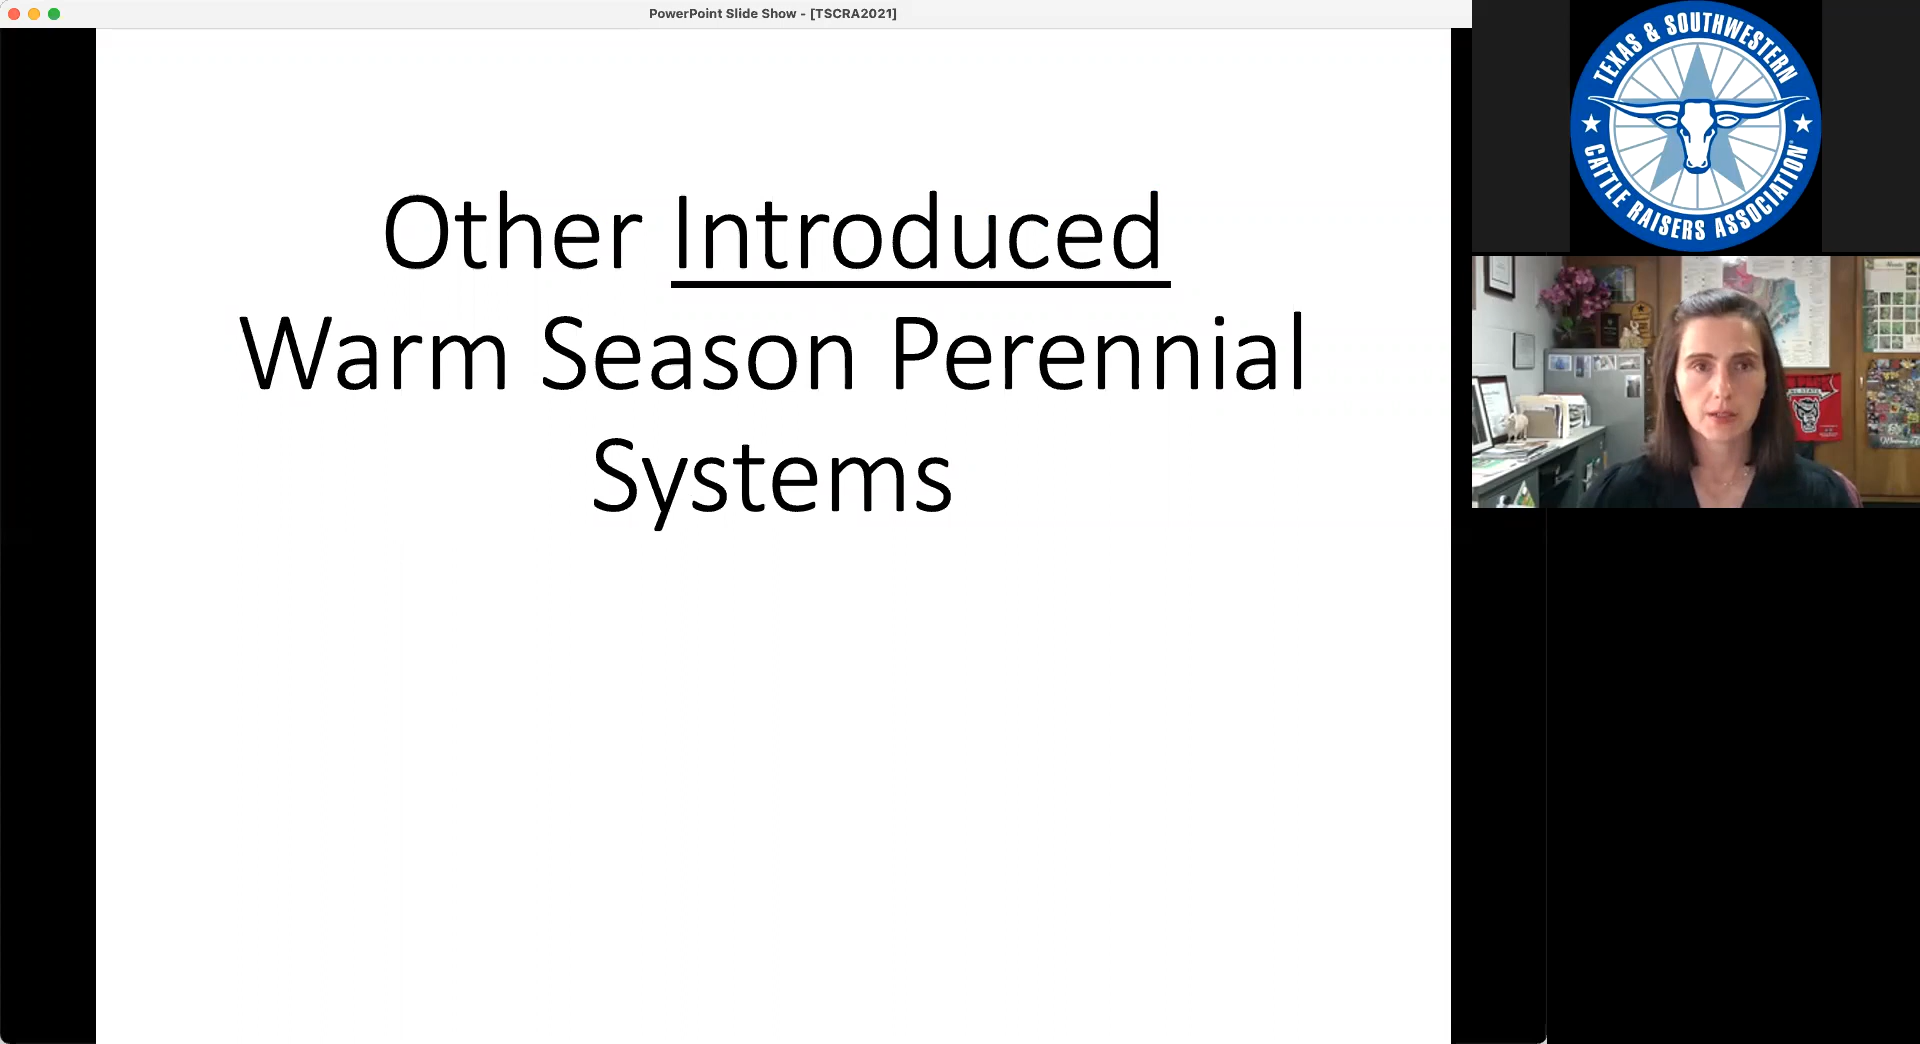 PowerPoint Slide Show - [TSCRA2021]
Other Introduced
Warm Season Perennial
Systems
TEXAS & SOUTHWESTERN
CATTLE RAISERS ASSOCIATION